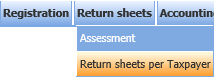 Registration Return sheets Accountin
Assessment
Return sheets per Taxpayer